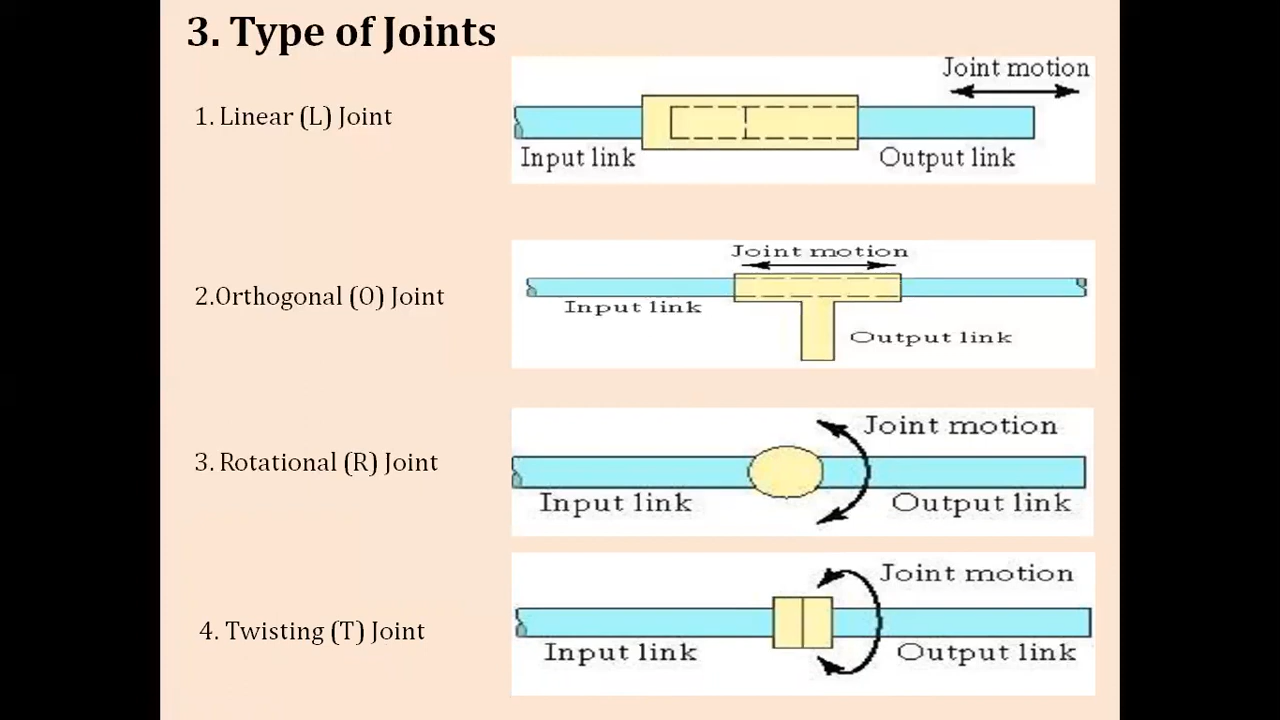 3. Type of Joints
1. Linear (L) Joint
Joint motion
Input link
Output link
2.Orthogonal (O) Joint
Joint motion
Input link
Output link
3. Rotational (R) Joint
Joint motion
Input link
Output link
4. Twisting (T) Joint
Joint motion
Input link
Output link